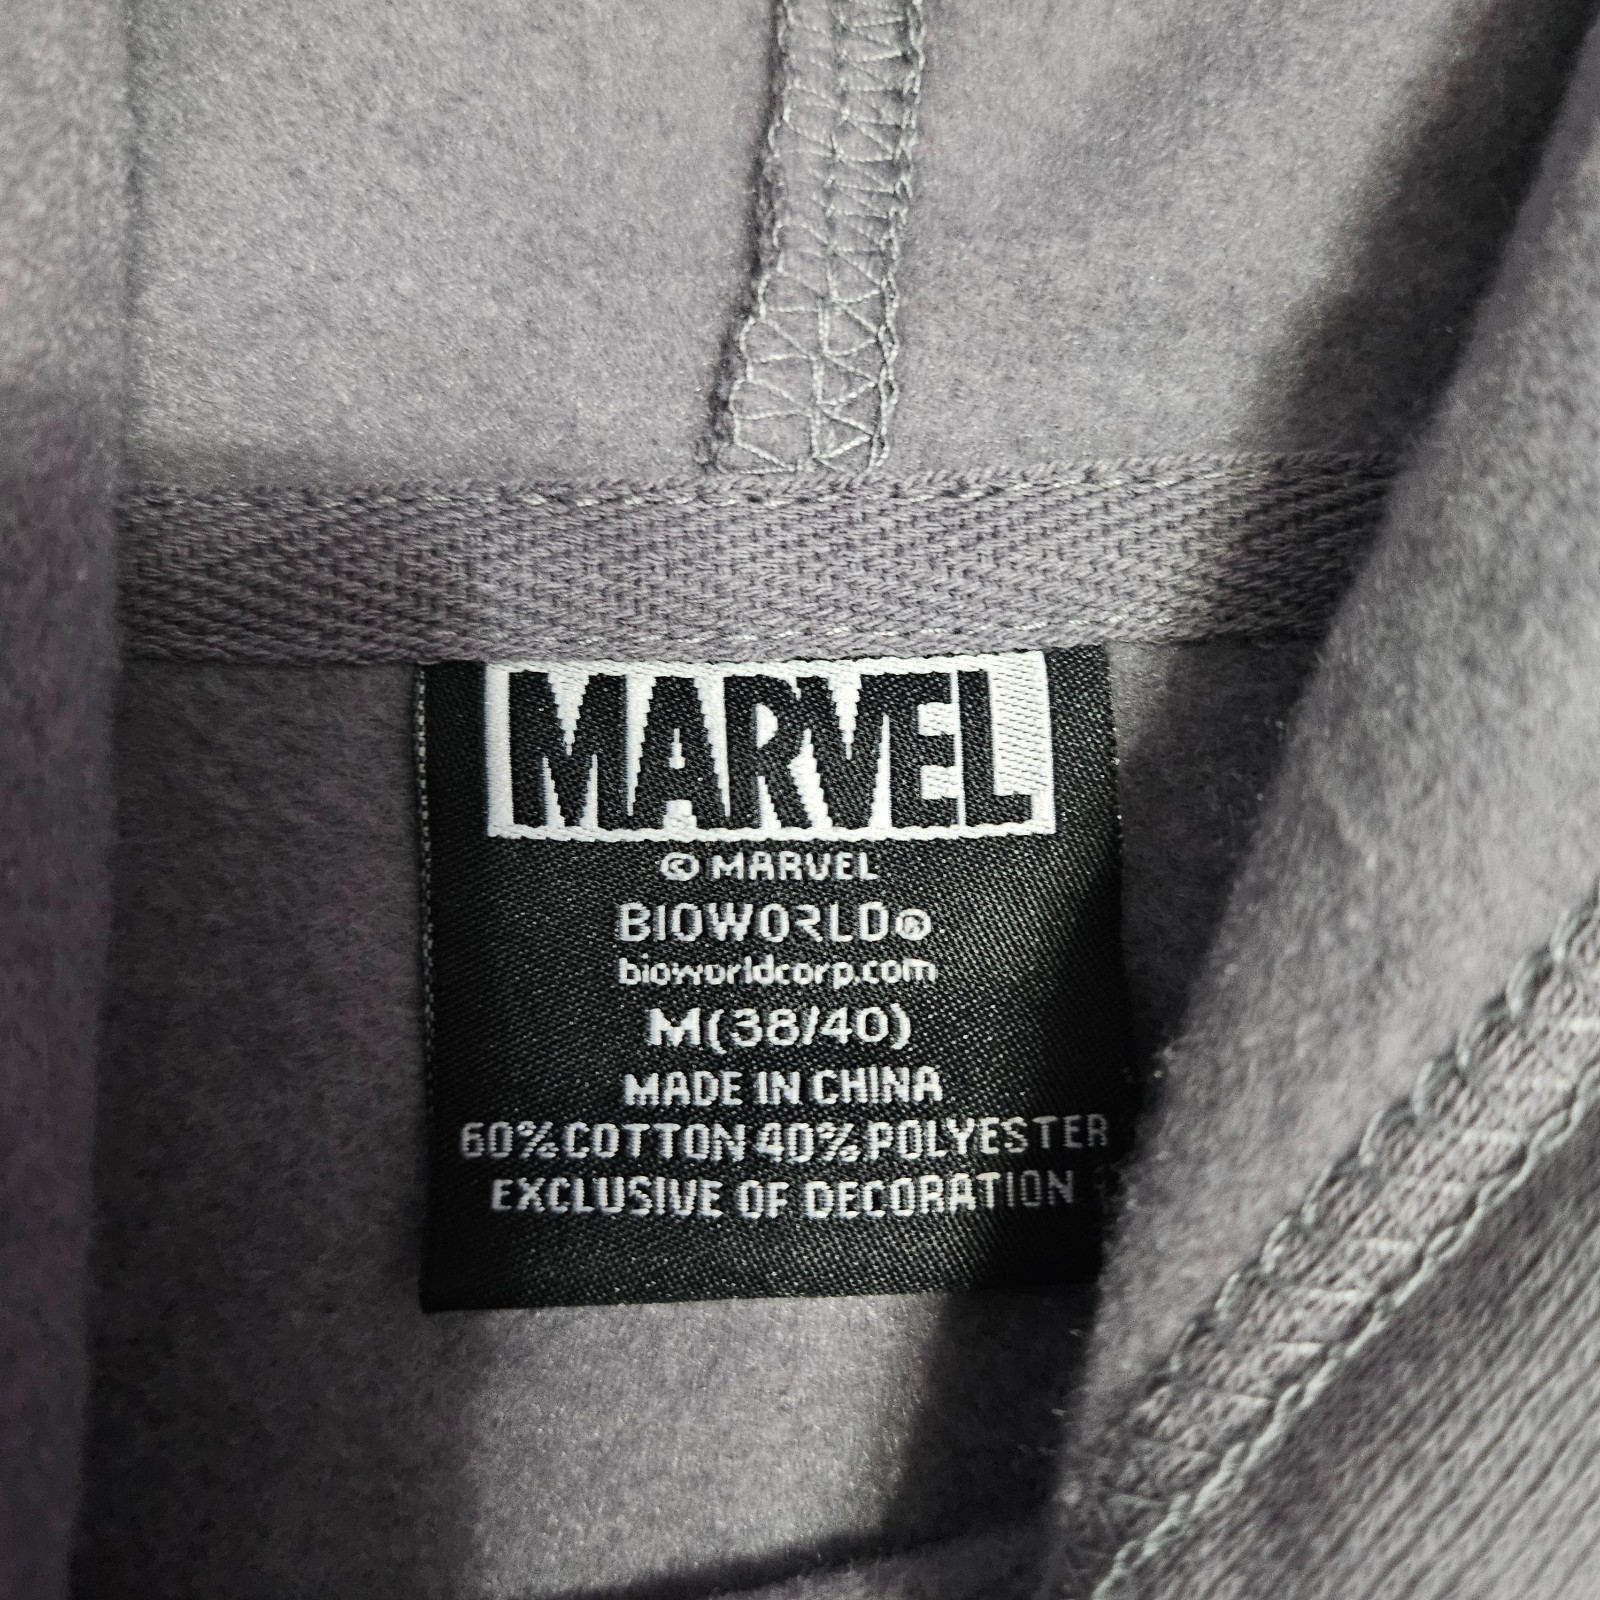 MARVEL
© MARVEL
BIOWORLD®
bioworldcorp.com
M(38/40)
MADE IN CHINA
60%COTTON 40%POLYESTER
EXCLUSIVE OF DECORATION